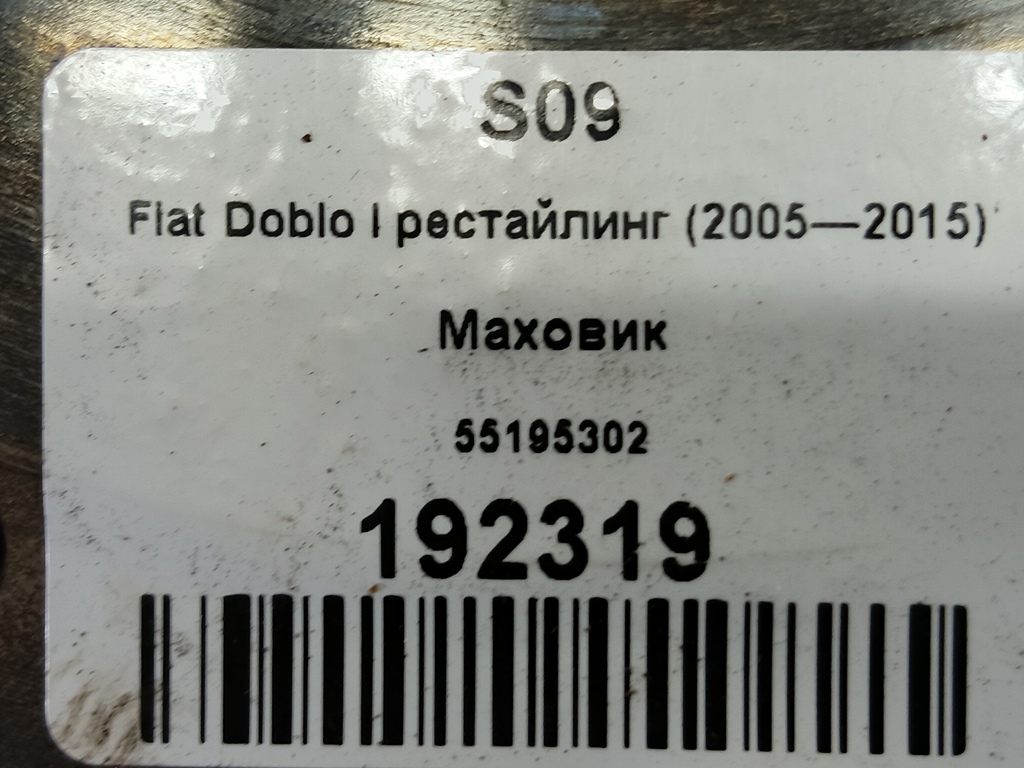 S09
Fiat Doblo I рестайлинг (2005—2015)
Маховик
55195302
192319